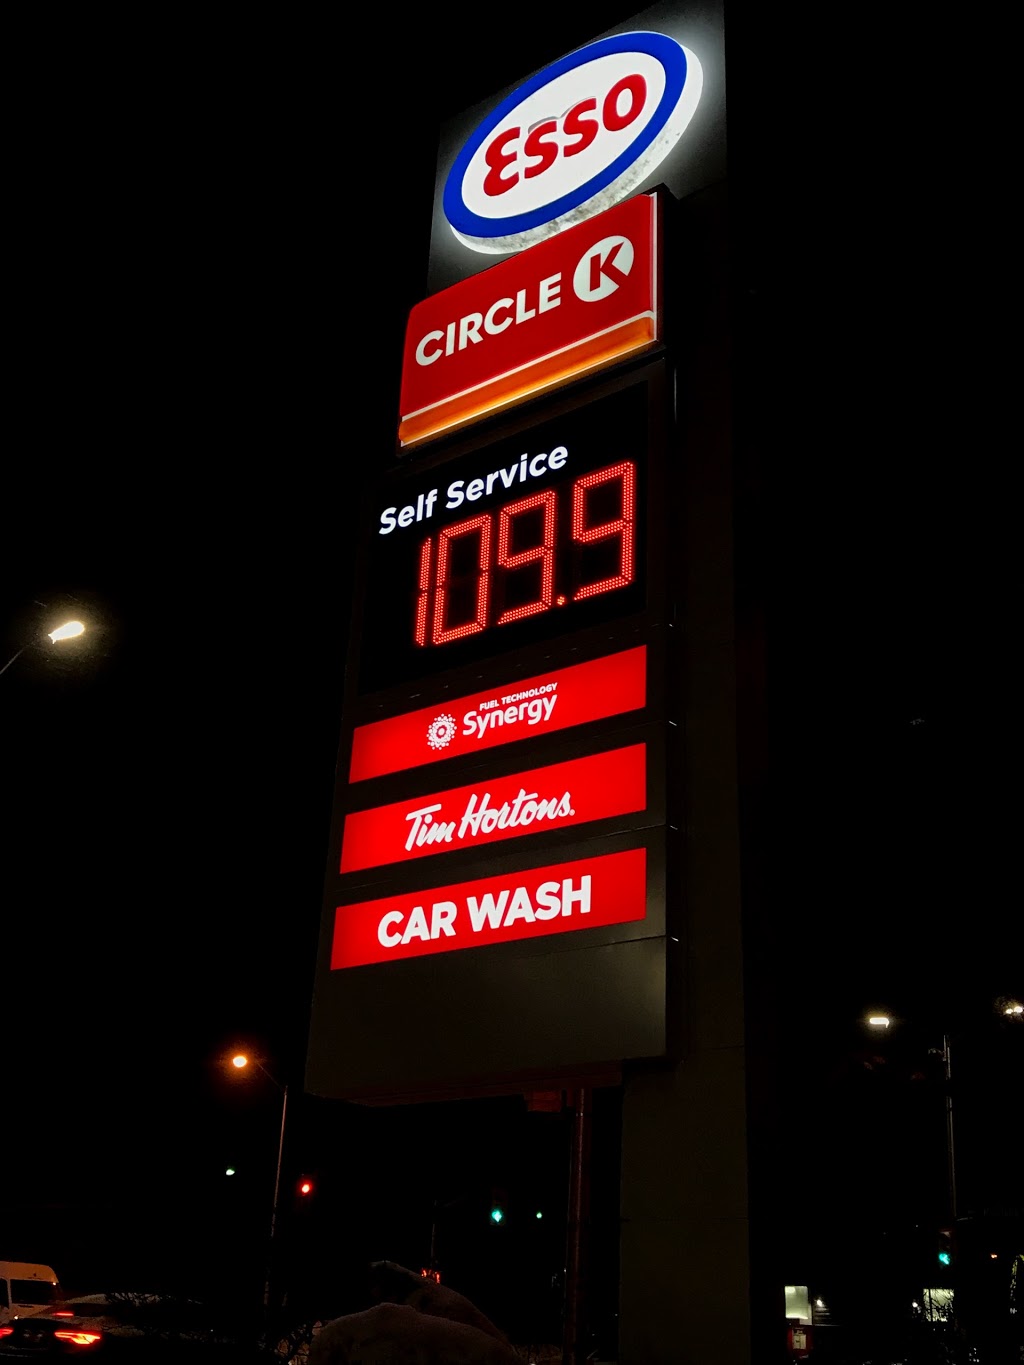 Esso
CIRCLE K
Self Service
109.9
FUEL TECHNOLOGY
Synergy
Tim Hortons.
CAR WASH